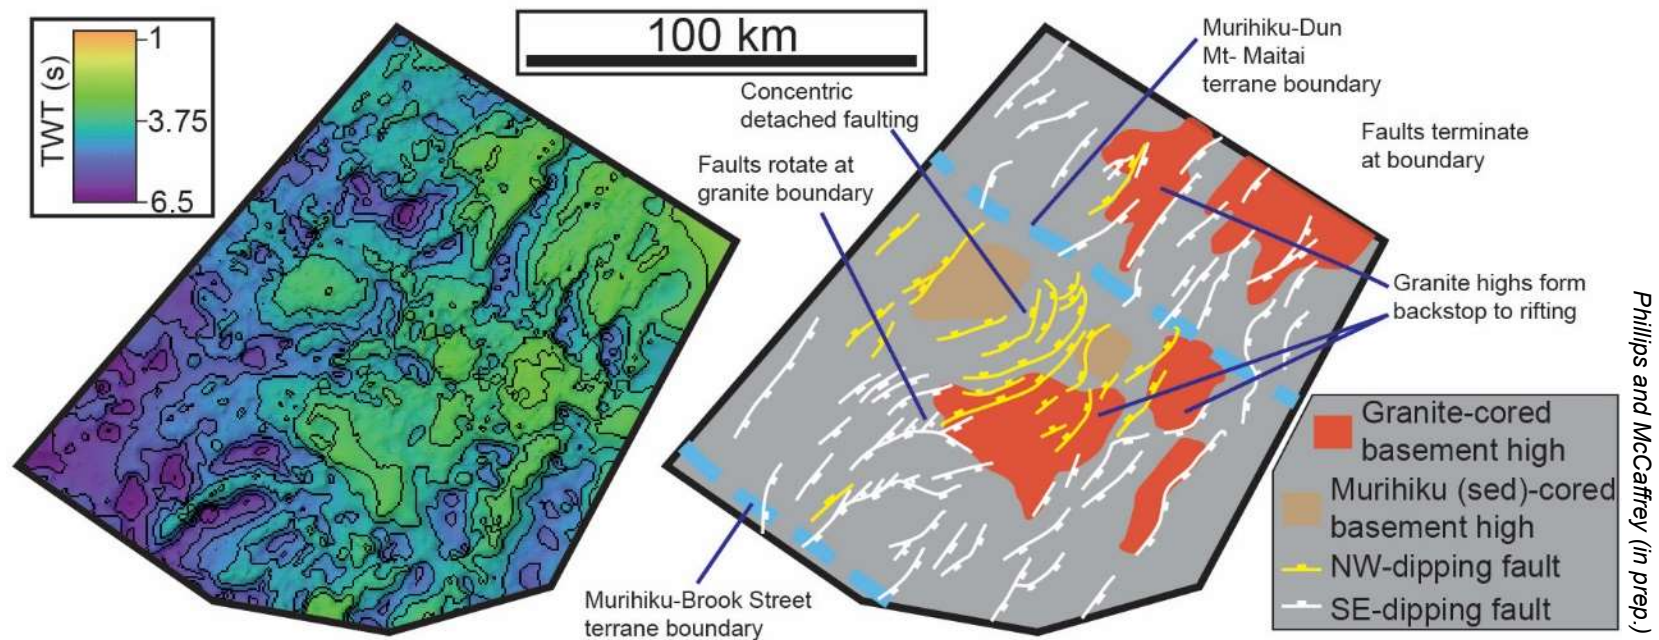 TWT (s)
1
3.75
6.5
100 km
Concentric
detached faulting
Faults rotate at
granite boundary
Murihiku-Dun
Mt- Maitai
terrane boundary
Faults terminate
at boundary
Granite highs form
backstop to rifting
Murihiku-Brook Street
terrane boundary
Granite-cored
basement high
Murihiku (sed)-cored
basement high
NW-dipping fault
SE-dipping fault
Phillips and McCaffrey (in prep.)